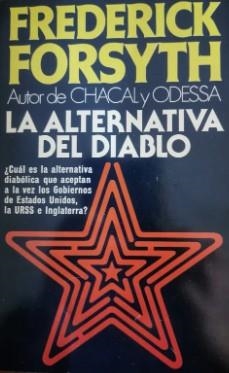 FREDERICK
FORSYTH
Autor de CHACAL y ODESSA
LA ALTERNATIVA
DEL DIABLO
¿Cuál es la alternativa
diabólica que aceptan
a la vez los Gobiernos
de Estados Unidos,
la URSS e Inglaterra?